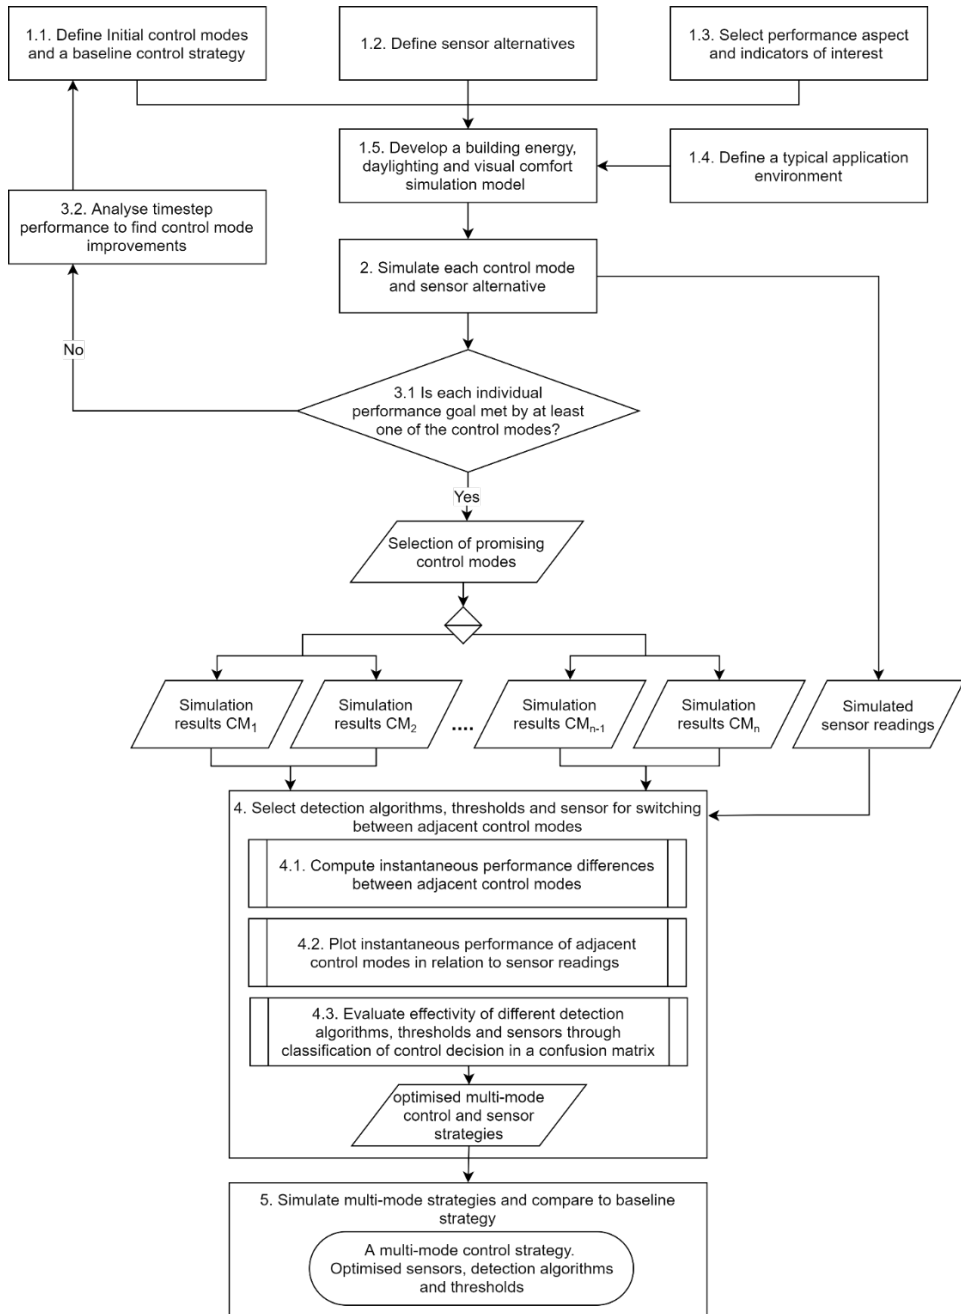 1.1. Define Initial control modes
and a baseline control strategy
1.2. Define sensor alternatives
1.3. Select performance aspect
and indicators of interest
1.5. Develop a building energy,
daylighting and visual comfort
simulation model
1.4. Define a typical application
environment
3.2. Analyse timestep
performance to find control mode
improvements
2. Simulate each control mode
and sensor alternative
No
3.1 Is each individual
performance goal met by at least
one of the control modes?
Yes
Selection of promising
control modes
Simulation
results CM₁
Simulation
results CM₂
....
Simulation
results CMₙ₋₁
Simulation
results CMₙ
Simulated
sensor readings
4. Select detection algorithms, thresholds and sensor for switching
between adjacent control modes
4.1. Compute instantaneous performance differences
between adjacent control modes
4.2. Plot instantaneous performance of adjacent
control modes in relation to sensor readings
4.3. Evaluate effectivity of different detection
algorithms, thresholds and sensors through
classification of control decision in a confusion matrix
optimised multi-mode
control and sensor
strategies
5. Simulate multi-mode strategies and compare to baseline
strategy
A multi-mode control strategy.
Optimised sensors, detection algorithms
and thresholds